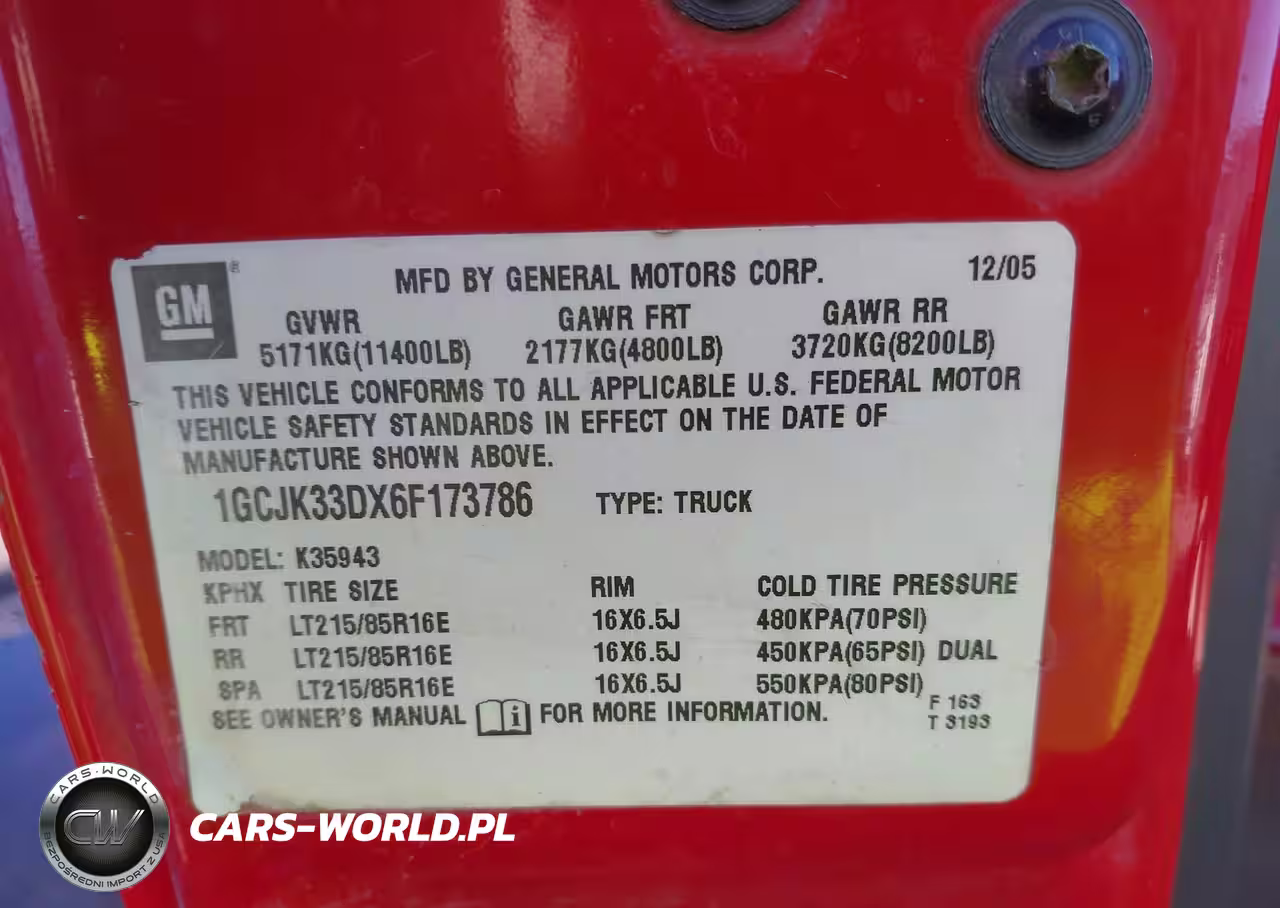 GM®
MFD BY GENERAL MOTORS CORP. 12/05
GVWR GAWR FRT GAWR RR
5171KG(11400LB) 2177KG(4800LB) 3720KG(8200LB)
THIS VEHICLE CONFORMS TO ALL APPLICABLE U.S. FEDERAL MOTOR
VEHICLE SAFETY STANDARDS IN EFFECT ON THE DATE OF
MANUFACTURE SHOWN ABOVE.
1GCJK33DX6F173786 TYPE: TRUCK
MODEL: K35943
KPHX TIRE SIZE RIM COLD TIRE PRESSURE
FRT LT215/85R16E 16X6.5J 480KPA(70PSI)
RR LT215/85R16E 16X6.5J 450KPA(65PSI) DUAL
SPA LT215/85R16E 16X6.5J 550KPA(80PSI)
SEE OWNER'S MANUAL i FOR MORE INFORMATION.
F 163
T 3193
CARS-WORLD
CW
BEZPOŚREDNI IMPORT Z USA
CARS-WORLD.PL